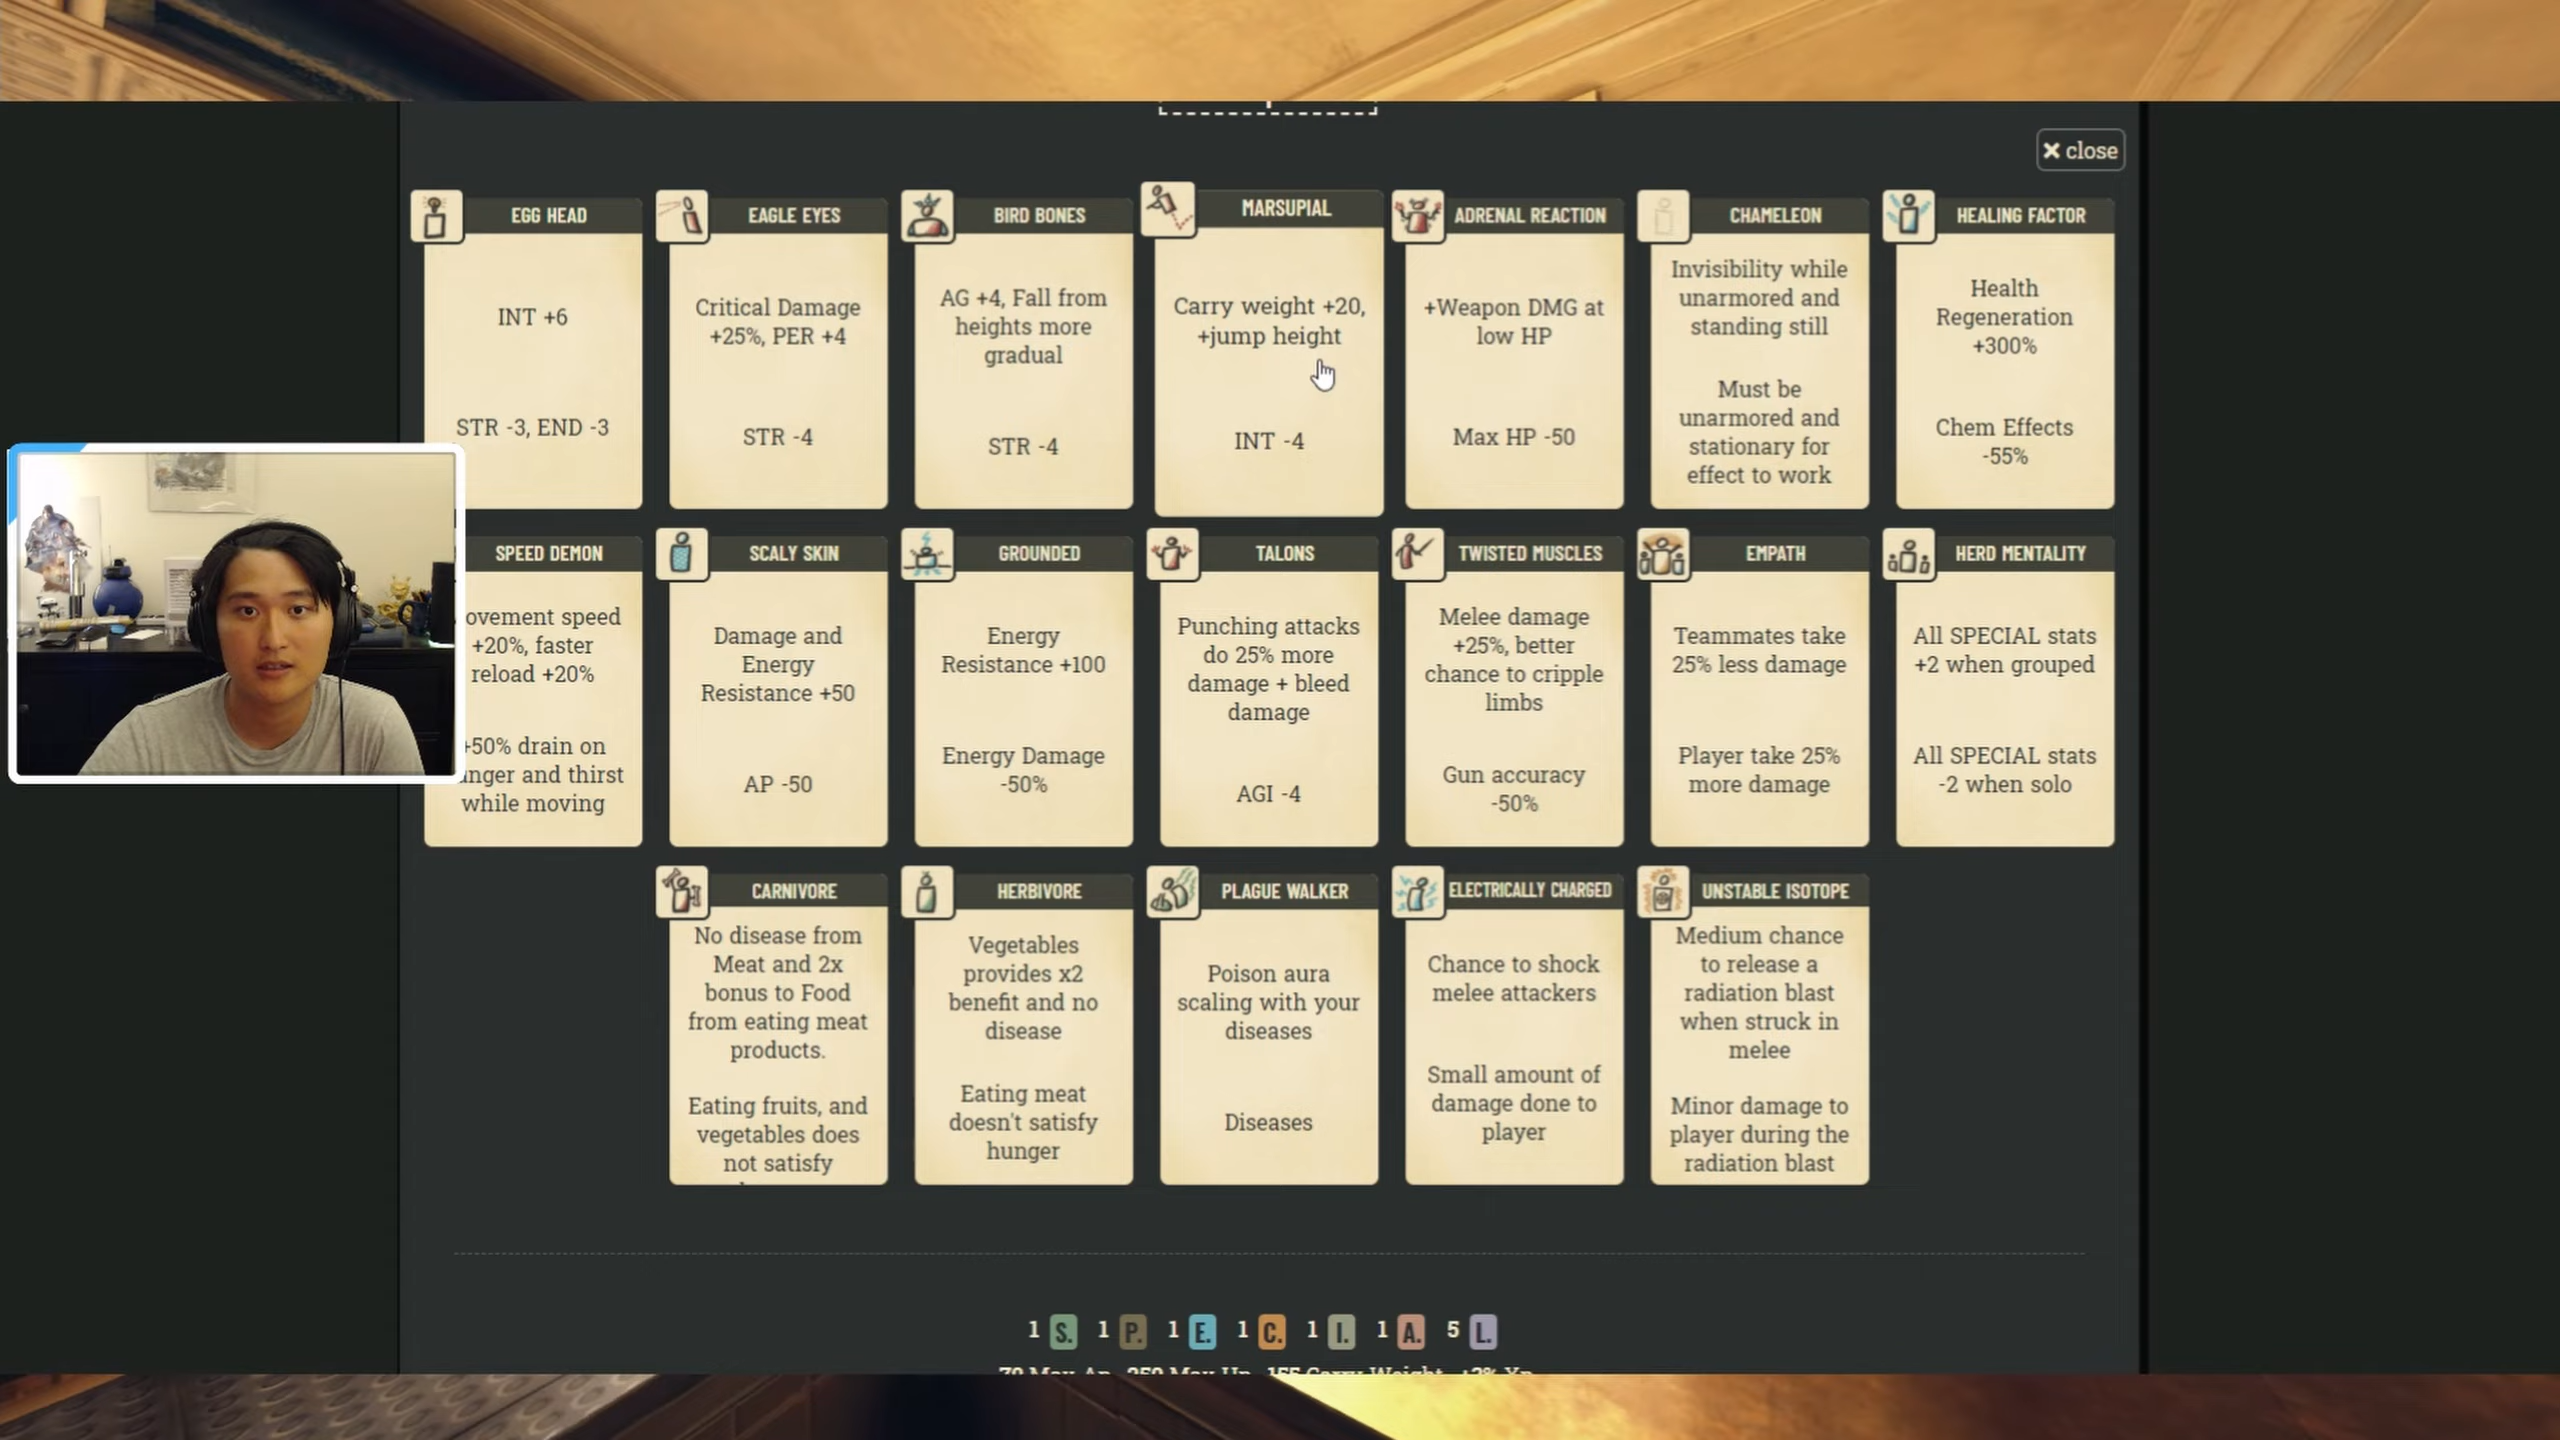 close
EGG HEAD
INT +6
STR -3, END -3
EAGLE EYES
Critical Damage
+25%, PER +4
STR -4
BIRD BONES
AG +4, Fall from
heights more
gradual
STR -4
MARSUPIAL
Carry weight +20,
+jump height
INT -4
ADRENAL REACTION
+Weapon DMG at
low HP
Max HP -50
CHAMELEON
Invisibility while
unarmored and
standing still
Must be
unarmored and
stationary for
effect to work
HEALING FACTOR
Health
Regeneration
+300%
Chem Effects
-55%
SPEED DEMON
speed
+20%, faster
reload +20%
+50% drain on
and thirst
while moving
SCALY SKIN
Damage and
Energy
Resistance +50
AP -50
GROUNDED
Energy
Resistance +100
Energy Damage
-50%
TALONS
Punching attacks
do 25% more
damage + bleed
damage
AGI -4
TWISTED MUSCLES
Melee damage
+25%, better
chance to cripple
limbs
Gun accuracy
-50%
EMPATH
Teammates take
25% less damage
Player take 25%
more damage
HERD MENTALITY
All SPECIAL stats
+2 when grouped
All SPECIAL stats
-2 when solo
CARNIVORE
No disease from
Meat and 2x
bonus to Food
from eating meat
products.
Eating fruits, and
vegetables does
not satisfy
HERBIVORE
Vegetables
provides x2
benefit and no
disease
Eating meat
doesn't satisfy
hunger
PLAGUE WALKER
Poison aura
scaling with your
diseases
Diseases
ELECTRICALLY CHARGED
Chance to shock
melee attackers
Small amount of
damage done to
player
UNSTABLE ISOTOPE
Medium chance
to release a
radiation blast
when struck in
melee
Minor damage to
player during the
radiation blast
1 S. 1 P. 1 E. 1 C. 1 I. 1 A. 5 L.